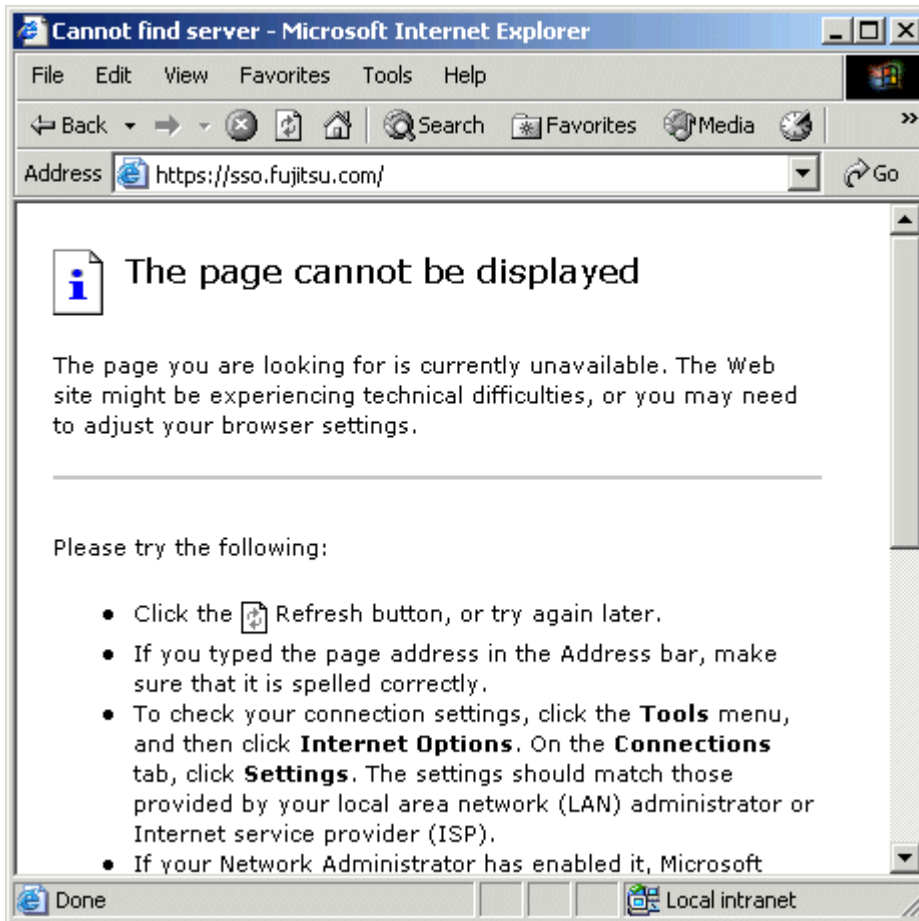 Cannot find server - Microsoft Internet Explorer
File Edit View Favorites Tools Help
Back Search Favorites Media »
Address https://sso.fujitsu.com/ Go
The page cannot be displayed
The page you are looking for is currently unavailable. The Web
site might be experiencing technical difficulties, or you may need
to adjust your browser settings.
Please try the following:
• Click the Refresh button, or try again later.
• If you typed the page address in the Address bar, make
sure that it is spelled correctly.
• To check your connection settings, click the Tools menu,
and then click Internet Options. On the Connections
tab, click Settings. The settings should match those
provided by your local area network (LAN) administrator or
Internet service provider (ISP).
• If your Network Administrator has enabled it, Microsoft
Done Local intranet